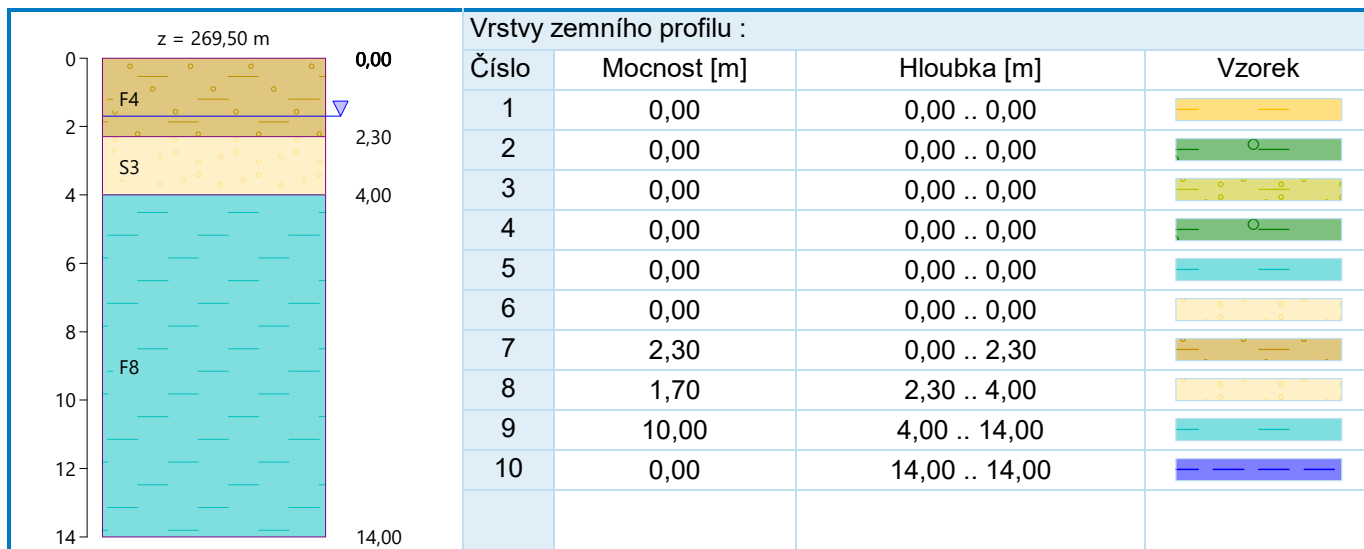 z = 269,50 m
0
0,00
F4
2
2,30
S3
4
4,00
6
8
F8
10
12
14
14,00
Vrstvy zemního profilu :
Číslo Mocnost [m] Hloubka [m] Vzorek
1 0,00 0,00 .. 0,00
2 0,00 0,00 .. 0,00
3 0,00 0,00 .. 0,00
4 0,00 0,00 .. 0,00
5 0,00 0,00 .. 0,00
6 0,00 0,00 .. 0,00
7 2,30 0,00 .. 2,30
8 1,70 2,30 .. 4,00
9 10,00 4,00 .. 14,00
10 0,00 14,00 .. 14,00